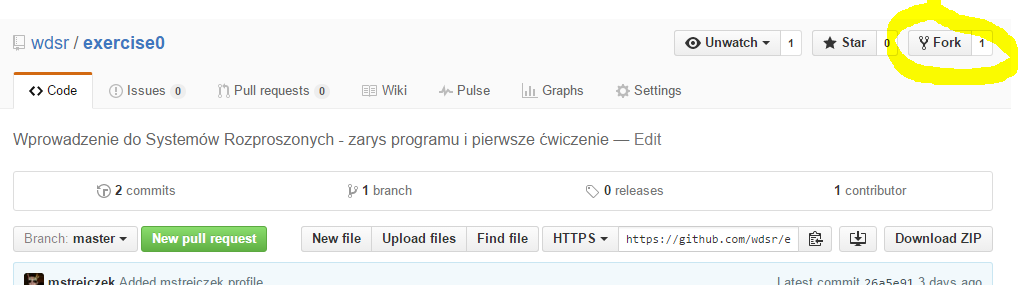 wdsr / exercise0
Unwatch 1 Star 0 Fork 1
Code Issues 0 Pull requests 0 Wiki Pulse Graphs Settings
Wprowadzenie do Systemów Rozproszonych - zarys programu i pierwsze ćwiczenie — Edit
2 commits 1 branch 0 releases 1 contributor
Branch: master New pull request New file Upload files Find file HTTPS https://github.com/wdsr/e Download ZIP
mstrejczek Added mstrejczek profile Latest commit 26a5e91 3 days ago